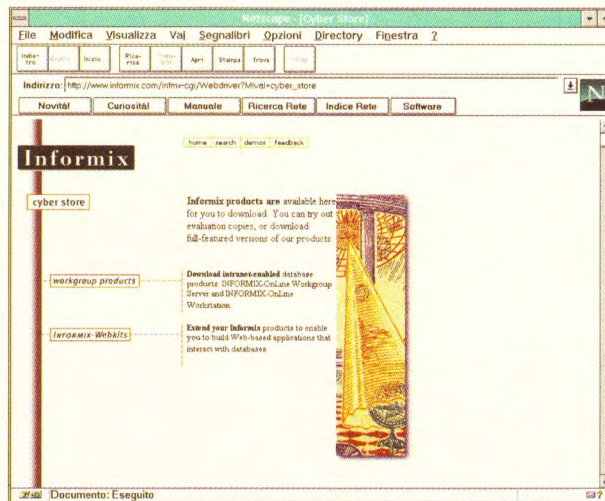 Netscape - [Cyber Store]
File Modifica Visualizza Vai Segnalibri Opzioni Directory Finestra ?
Indie-tro Avanti Inizio Rica-rica Apri Stampa Trova Stop
Indirizzo: http://www.informix.com/infmx-cgi/Webdriver?MIval=cyber_store
N
Novità! Curiosità! Manuale Ricerca Rete Indice Rete Software
home search demos feedback
Informix
cyber store
Informix products are available here
for you to download. You can try out
evaluation copies, or download
full-featured versions of our products.
workgroup products
Download intranet-enabled database
products: INFORMIX-OnLine Workgroup
Server and INFORMIX-OnLine
Workstation.
INFORMIX-Webkits
Extend your Informix products to enable
you to build Web-based applications that
interact with databases
Documento: Eseguito
?